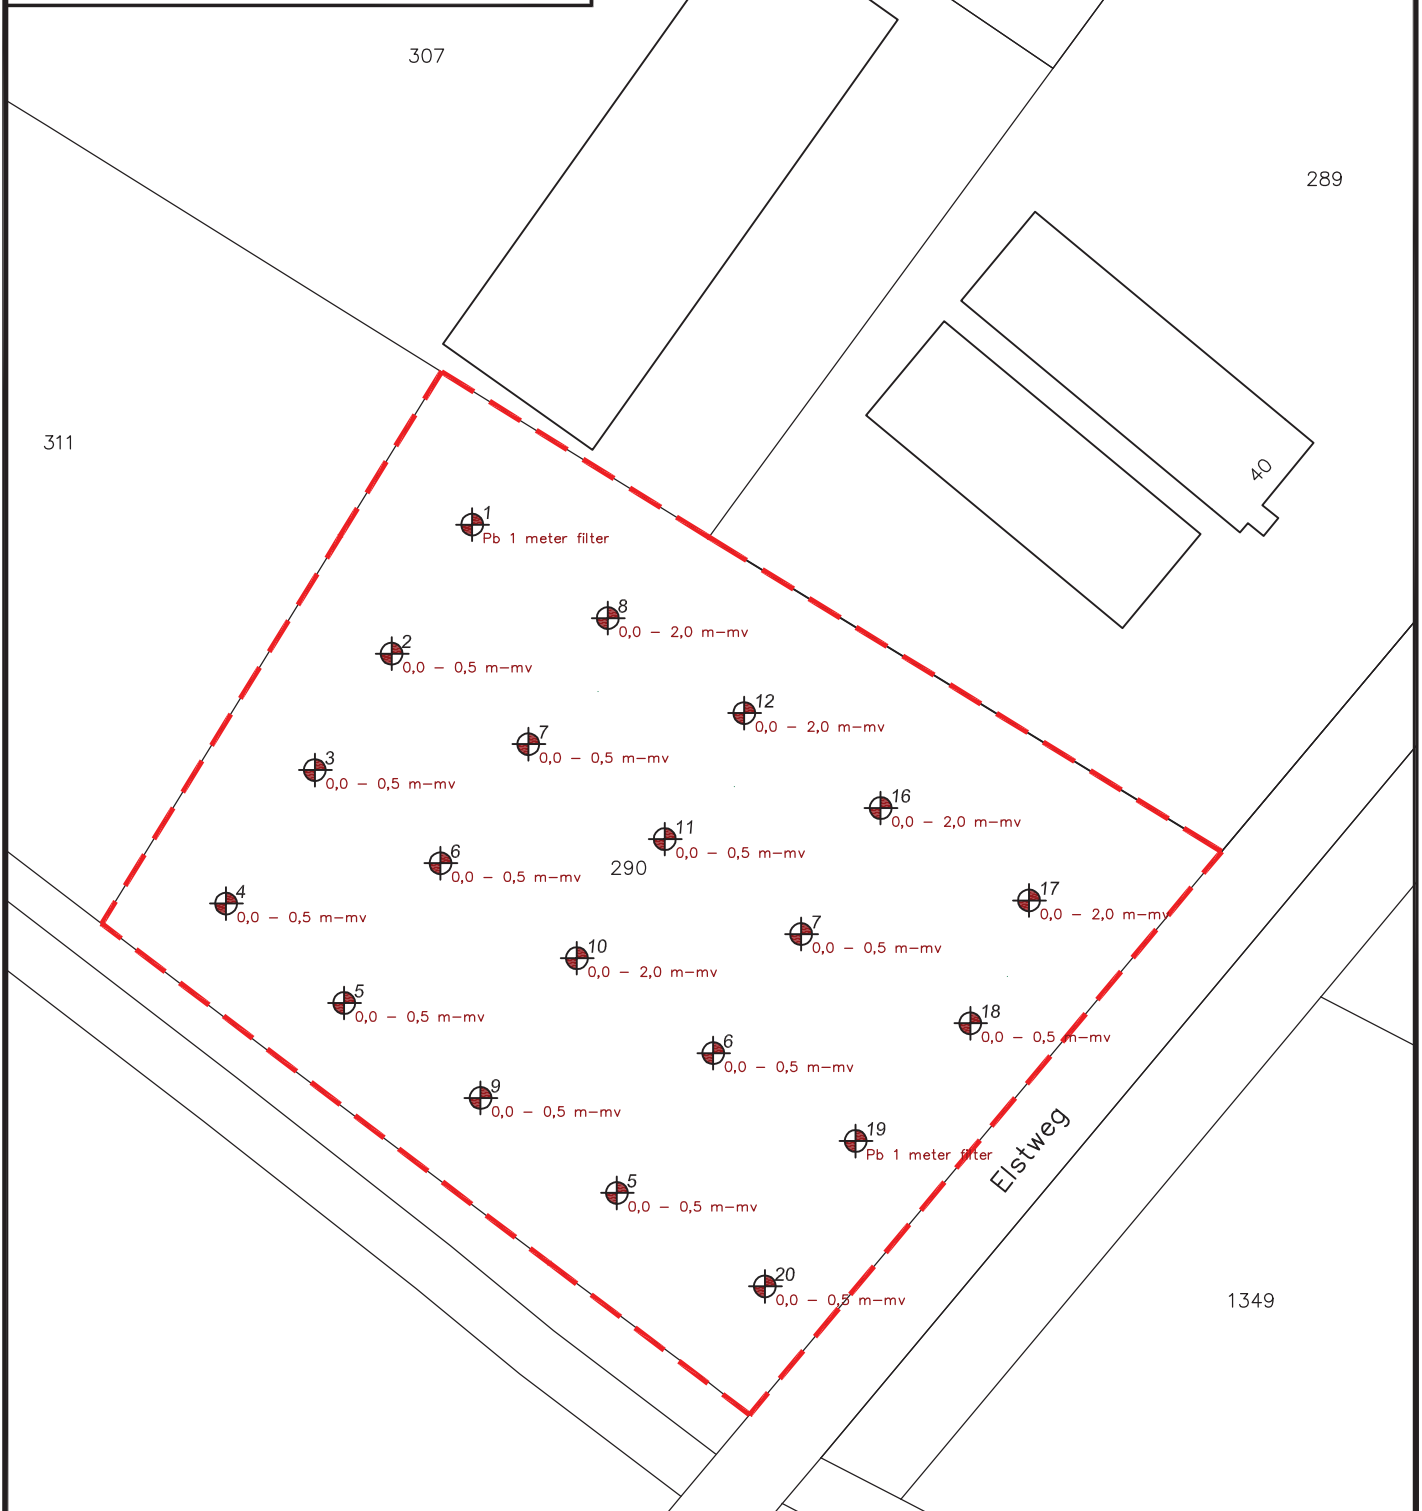 307
289
311
40
1
Pb 1 meter filter
8
0,0 – 2,0 m–mv
2
0,0 – 0,5 m–mv
12
0,0 – 2,0 m–mv
7
0,0 – 0,5 m–mv
3
0,0 – 0,5 m–mv
16
0,0 – 2,0 m–mv
11
0,0 – 0,5 m–mv
6
0,0 – 0,5 m–mv
290
17
0,0 – 2,0 m–mv
4
0,0 – 0,5 m–mv
7
0,0 – 0,5 m–mv
10
0,0 – 2,0 m–mv
5
0,0 – 0,5 m–mv
18
0,0 – 0,5 m–mv
6
0,0 – 0,5 m–mv
9
0,0 – 0,5 m–mv
19
Pb 1 meter filter
Elstweg
5
0,0 – 0,5 m–mv
20
0,0 – 0,5 m–mv
1349